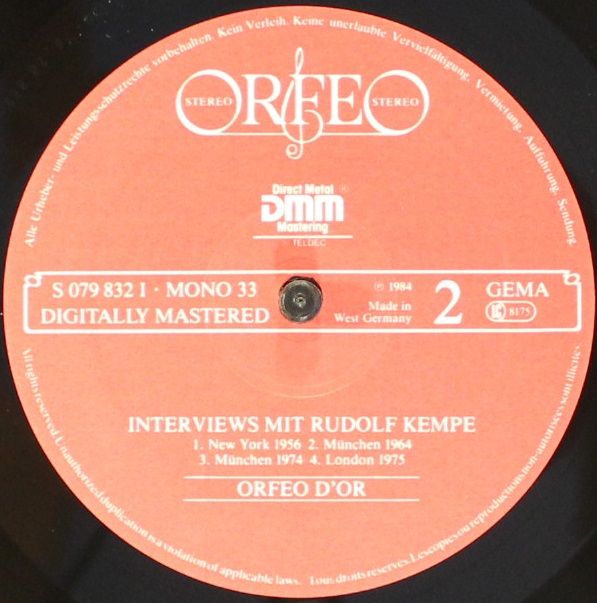 Alle Urheber- und Leistungsschutzrechte vorbehalten. Kein Verleih. Keine unerlaubte Vervielfältigung, Vermietung, Aufführung, Sendung.
ORFEO
STEREO STEREO
Direct Metal ®
DMM
Mastering
TELDEC
S 079 832 I · MONO 33
DIGITALLY MASTERED
℗ 1984
Made in
West Germany
2
GEMA
LC 8175
INTERVIEWS MIT RUDOLF KEMPE
1. New York 1956 2. München 1964
3. München 1974 4. London 1975
ORFEO D'OR
All rights reserved. Unauthorized duplication is a violation of applicable laws. Tous droits reserves. Les copies ou reproductions non-autorisees sont illicites.